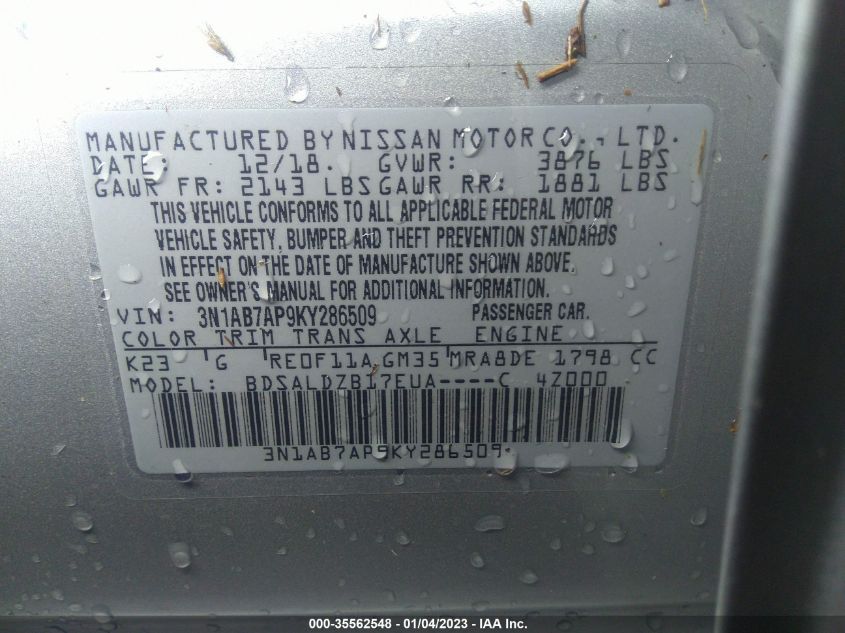 MANUFACTURED BY NISSAN MOTOR CO., LTD.
DATE: 12/18. GVWR: 3876 LBS
GAWR FR: 2143 LBS GAWR RR: 1881 LBS
THIS VEHICLE CONFORMS TO ALL APPLICABLE FEDERAL MOTOR
VEHICLE SAFETY, BUMPER AND THEFT PREVENTION STANDARDS
IN EFFECT ON THE DATE OF MANUFACTURE SHOWN ABOVE.
SEE OWNER'S MANUAL FOR ADDITIONAL INFORMATION.
VIN: 3N1AB7AP9KY286509 PASSENGER CAR.
COLOR TRIM TRANS AXLE ENGINE
K23 G RE0F11A GM35 MRA8DE 1798 CC
MODEL: BDSALDZB17EUA----C 4Z000
3N1AB7AP9KY286509
000-35562548 - 01/04/2023 - IAA Inc.